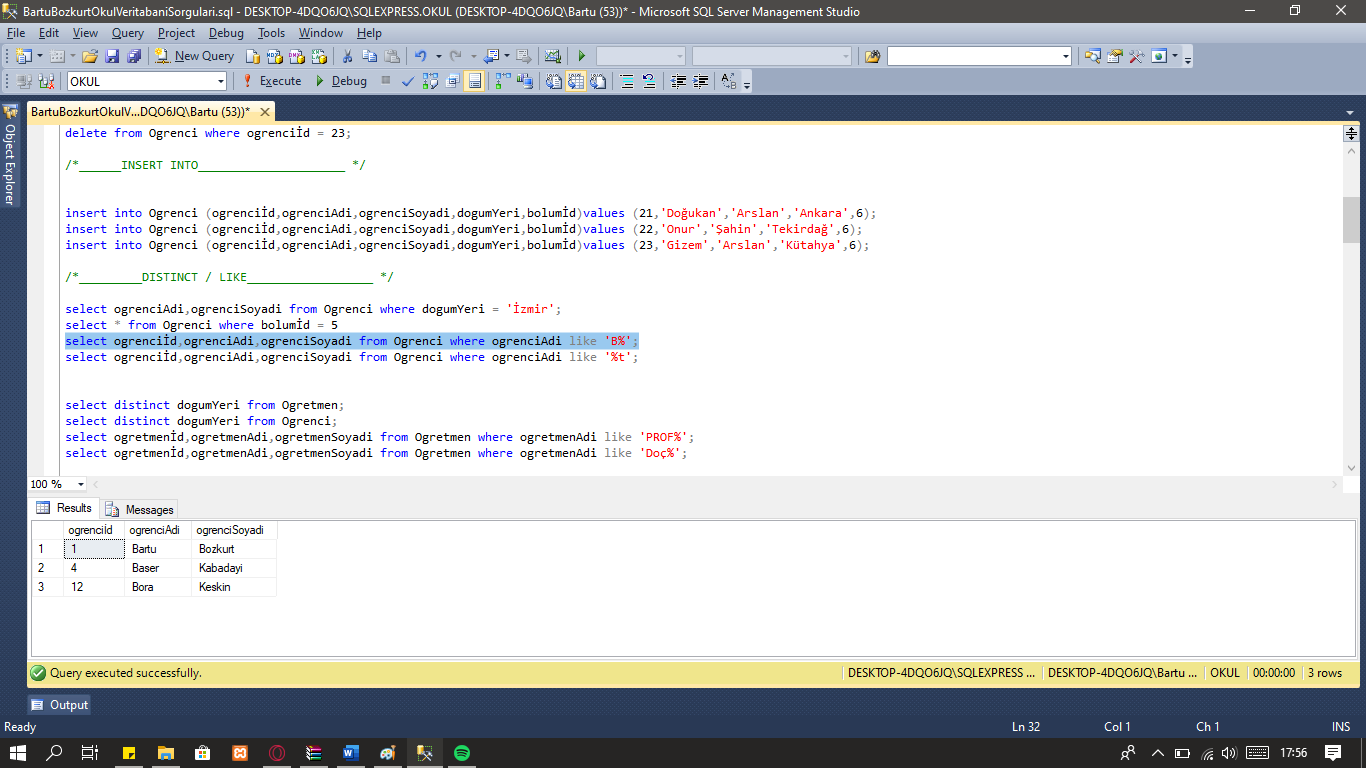 BartuBozkurtOkulVeritabaniSorgulari.sql - DESKTOP-4DQO6JQ\SQLEXPRESS.OKUL (DESKTOP-4DQO6JQ\Bartu (53))* - Microsoft SQL Server Management Studio
File Edit View Query Project Debug Tools Window Help
New Query
OKUL Execute Debug
Object Explorer
BartuBozkurtOkulV...DQO6JQ\Bartu (53))*
delete from Ogrenci where ogrenciİd = 23;
/*______INSERT INTO_____________________ */
insert into Ogrenci (ogrenciİd,ogrenciAdi,ogrenciSoyadi,dogumYeri,bolumİd)values (21,'Doğukan','Arslan','Ankara',6);
insert into Ogrenci (ogrenciİd,ogrenciAdi,ogrenciSoyadi,dogumYeri,bolumİd)values (22,'Onur','Şahin','Tekirdağ',6);
insert into Ogrenci (ogrenciİd,ogrenciAdi,ogrenciSoyadi,dogumYeri,bolumİd)values (23,'Gizem','Arslan','Kütahya',6);
/*_________DISTINCT / LIKE__________________ */
select ogrenciAdi,ogrenciSoyadi from Ogrenci where dogumYeri = 'İzmir';
select * from Ogrenci where bolumİd = 5
select ogrenciİd,ogrenciAdi,ogrenciSoyadi from Ogrenci where ogrenciAdi like 'B%';
select ogrenciİd,ogrenciAdi,ogrenciSoyadi from Ogrenci where ogrenciAdi like '%t';
select distinct dogumYeri from Ogretmen;
select distinct dogumYeri from Ogrenci;
select ogretmenİd,ogretmenAdi,ogretmenSoyadi from Ogretmen where ogretmenAdi like 'PROF%';
select ogretmenİd,ogretmenAdi,ogretmenSoyadi from Ogretmen where ogretmenAdi like 'Doç%';
100 %
Results Messages
ogrenciId ogrenciAdi ogrenciSoyadi
1 1 Bartu Bozkurt
2 4 Baser Kabadayi
3 12 Bora Keskin
Query executed successfully. DESKTOP-4DQO6JQ\SQLEXPRESS ... DESKTOP-4DQO6JQ\Bartu ... OKUL 00:00:00 3 rows
Output
Ready Ln 32 Col 1 Ch 1 INS
17:56